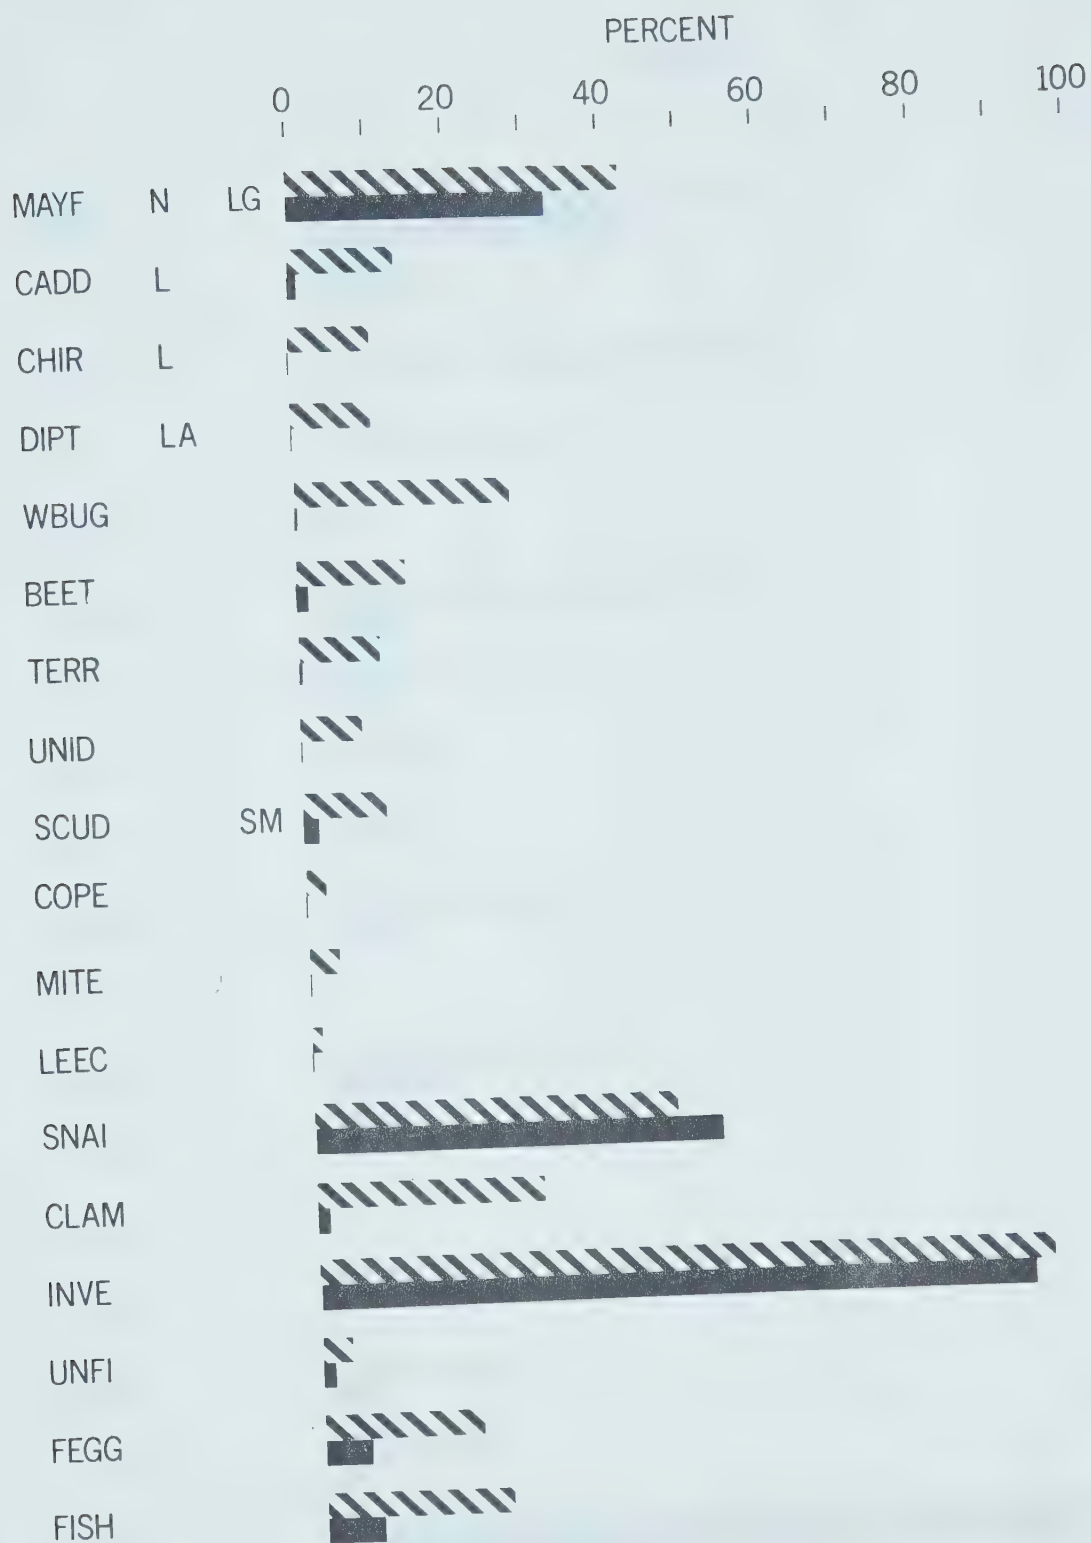 PERCENT
0 20 40 60 80 100
MAYF N LG
CADD L
CHIR L
DIPT LA
WBUG
BEET
TERR
UNID
SCUD SM
COPE
MITE
LEEC
SNAI
CLAM
INVE
UNFI
FEGG
FISH